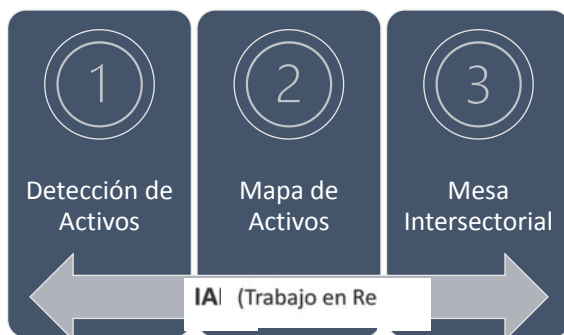 1
Detección de
Activos
2
Mapa de
Activos
3
Mesa
Intersectorial
IA (Trabajo en Re